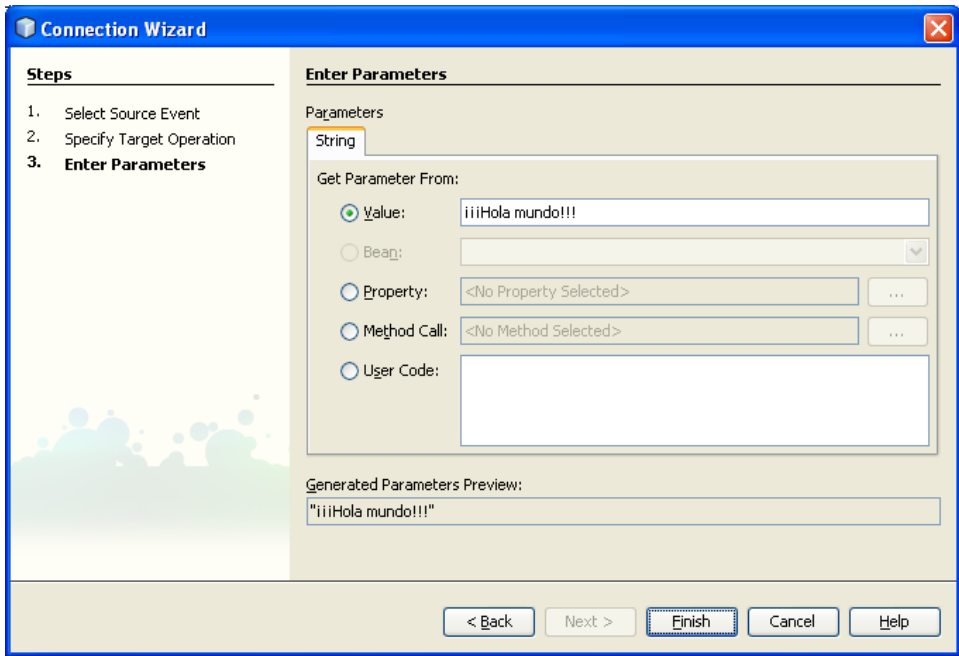 Connection Wizard
Steps
1. Select Source Event
2. Specify Target Operation
3. Enter Parameters
Enter Parameters
Parameters
String
Get Parameter From:
Value: ¡¡¡Hola mundo!!!
Bean:
Property: <No Property Selected> ...
Method Call: <No Method Selected> ...
User Code:
Generated Parameters Preview:
"¡¡¡Hola mundo!!!"
< Back Next > Finish Cancel Help